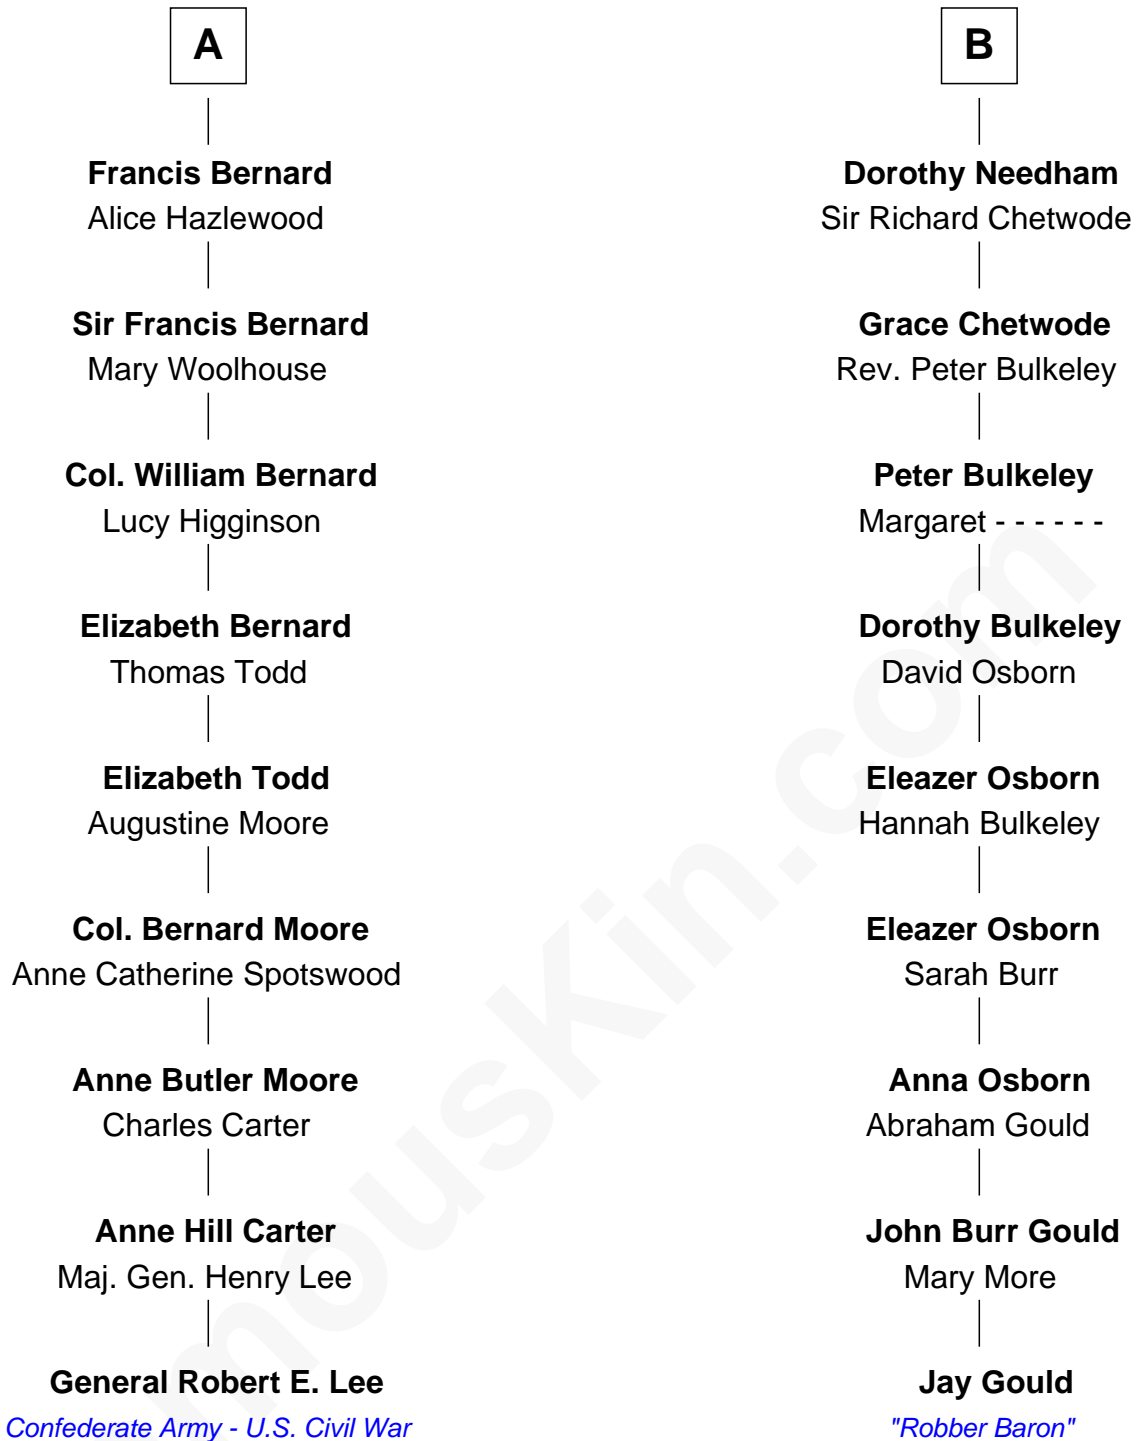 A
Francis Bernard
Alice Hazlewood
Sir Francis Bernard
Mary Woolhouse
Col. William Bernard
Lucy Higginson
Elizabeth Bernard
Thomas Todd
Elizabeth Todd
Augustine Moore
Col. Bernard Moore
Anne Catherine Spotswood
Anne Butler Moore
Charles Carter
Anne Hill Carter
Maj. Gen. Henry Lee
General Robert E. Lee
Confederate Army - U.S. Civil War
B
Dorothy Needham
Sir Richard Chetwode
Grace Chetwode
Rev. Peter Bulkeley
Peter Bulkeley
Margaret - - - - - -
Dorothy Bulkeley
David Osborn
Eleazer Osborn
Hannah Bulkeley
Eleazer Osborn
Sarah Burr
Anna Osborn
Abraham Gould
John Burr Gould
Mary More
Jay Gould
"Robber Baron"
mousKin.com